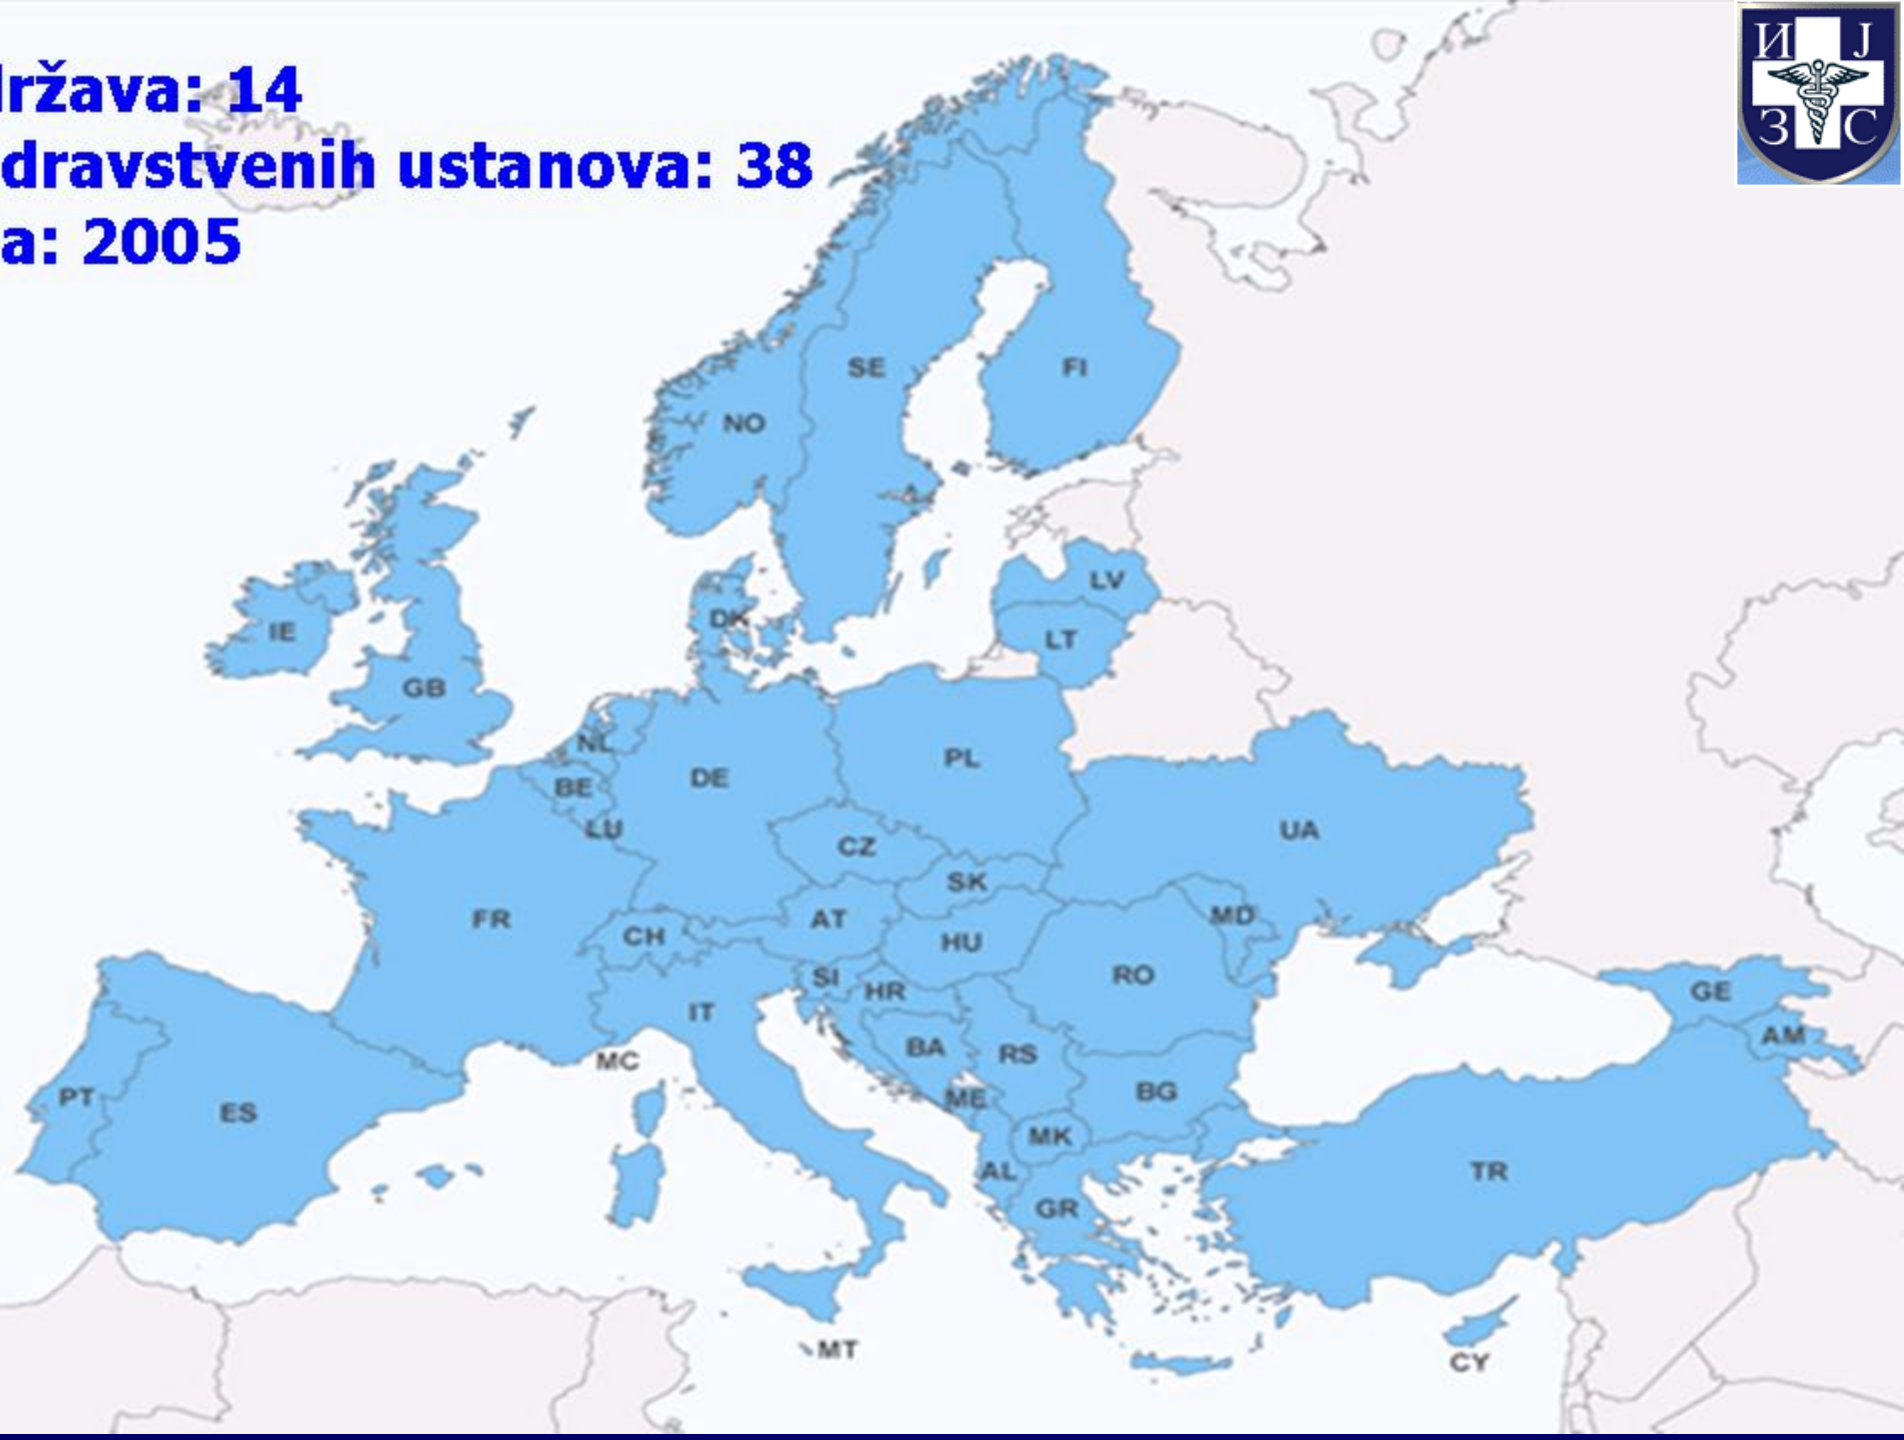 država: 14
dravstvenih ustanova: 38
a: 2005
И Ј
З С
SE
FI
NO
LV
DK
LT
IE
GB
NL
PL
DE
BE
LU
UA
CZ
SK
MD
FR
AT
CH
HU
SI
RO
HR
GE
IT
AM
BA
RS
MC
BG
PT
ME
ES
MK
AL
TR
GR
MT
CY